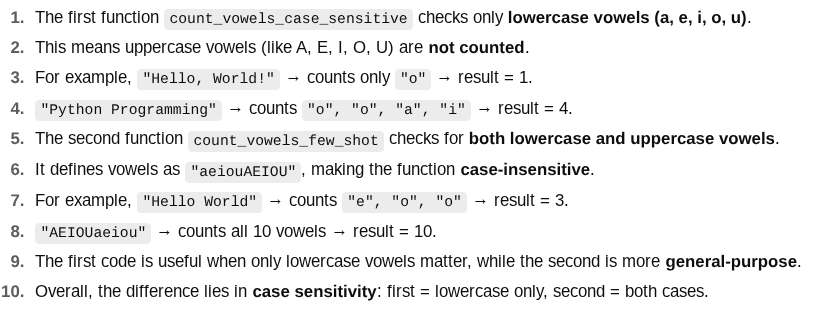 1. The first function count_vowels_case_sensitive checks only lowercase vowels (a, e, i, o, u).
2. This means uppercase vowels (like A, E, I, O, U) are not counted.
3. For example, "Hello, World!" → counts only "o" → result = 1.
4. "Python Programming" → counts "o", "o", "a", "i" → result = 4.
5. The second function count_vowels_few_shot checks for both lowercase and uppercase vowels.
6. It defines vowels as "aeiouAEIOU", making the function case-insensitive.
7. For example, "Hello World" → counts "e", "o", "o" → result = 3.
8. "AEIOUaeiou" → counts all 10 vowels → result = 10.
9. The first code is useful when only lowercase vowels matter, while the second is more general-purpose.
10. Overall, the difference lies in case sensitivity: first = lowercase only, second = both cases.